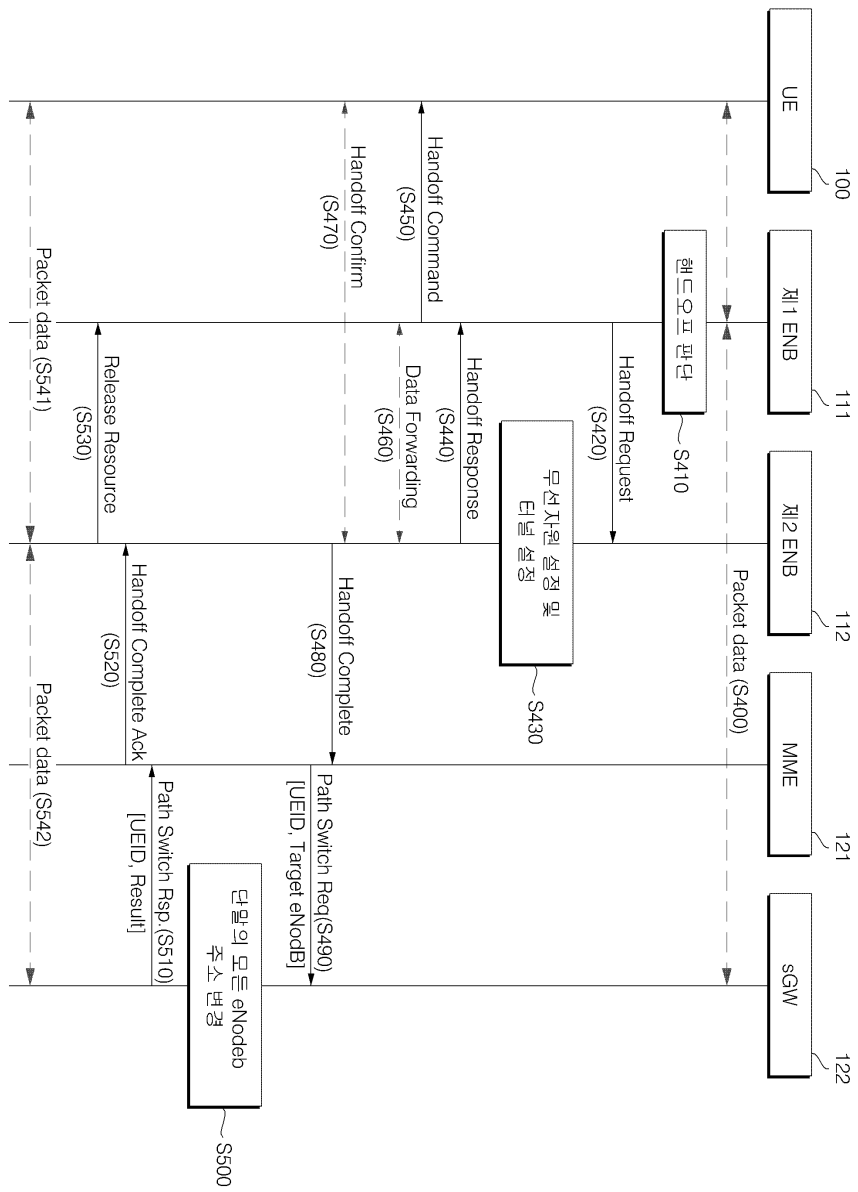 UE
100
제1 ENB
111
제2 ENB
112
MME
121
sGW
122
Packet data (S400)
핸드오프 판단
S410
Handoff Request
(S420)
무선자원 설정 및
터널 설정
S430
Handoff Response
(S440)
Handoff Command
(S450)
Data Forwarding
(S460)
Handoff Confirm
(S470)
Handoff Complete
(S480)
Path Switch Req(S490)
[UEID, Target eNodB]
단말의 모든 eNodeb
주소 변경
S500
Path Switch Rsp.(S510)
[UEID, Result]
Handoff Complete Ack
(S520)
Release Resource
(S530)
Packet data (S541)
Packet data (S542)